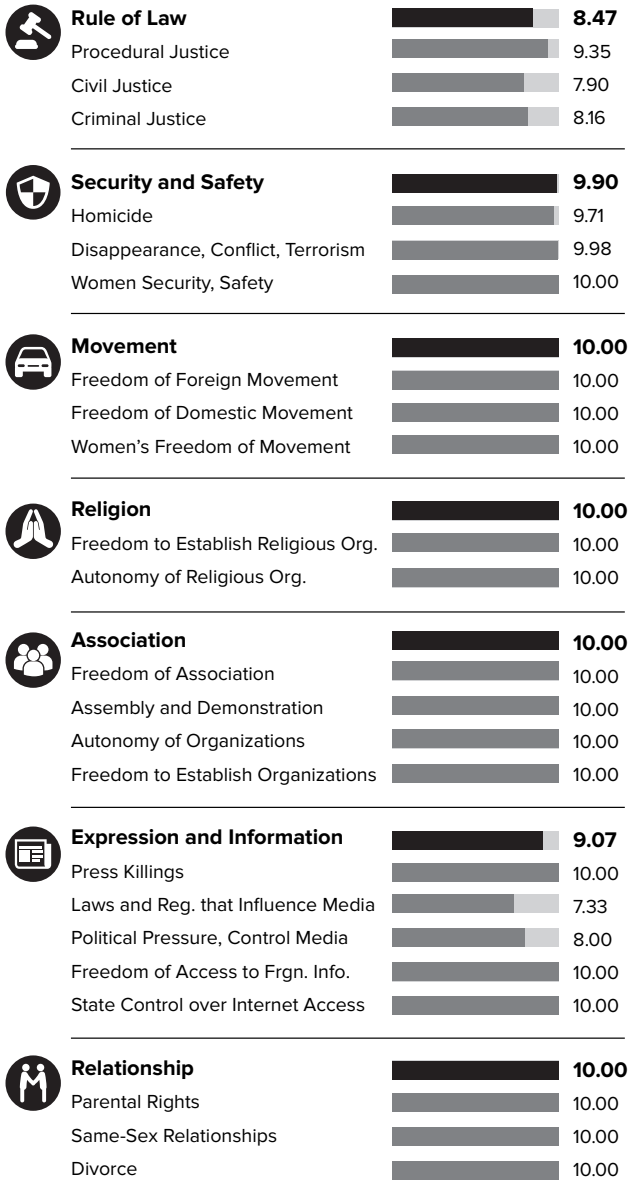 Rule of Law 8.47
Procedural Justice 9.35
Civil Justice 7.90
Criminal Justice 8.16
Security and Safety 9.90
Homicide 9.71
Disappearance, Conflict, Terrorism 9.98
Women Security, Safety 10.00
Movement 10.00
Freedom of Foreign Movement 10.00
Freedom of Domestic Movement 10.00
Women’s Freedom of Movement 10.00
Religion 10.00
Freedom to Establish Religious Org. 10.00
Autonomy of Religious Org. 10.00
Association 10.00
Freedom of Association 10.00
Assembly and Demonstration 10.00
Autonomy of Organizations 10.00
Freedom to Establish Organizations 10.00
Expression and Information 9.07
Press Killings 10.00
Laws and Reg. that Influence Media 7.33
Political Pressure, Control Media 8.00
Freedom of Access to Frgn. Info. 10.00
State Control over Internet Access 10.00
Relationship 10.00
Parental Rights 10.00
Same-Sex Relationships 10.00
Divorce 10.00